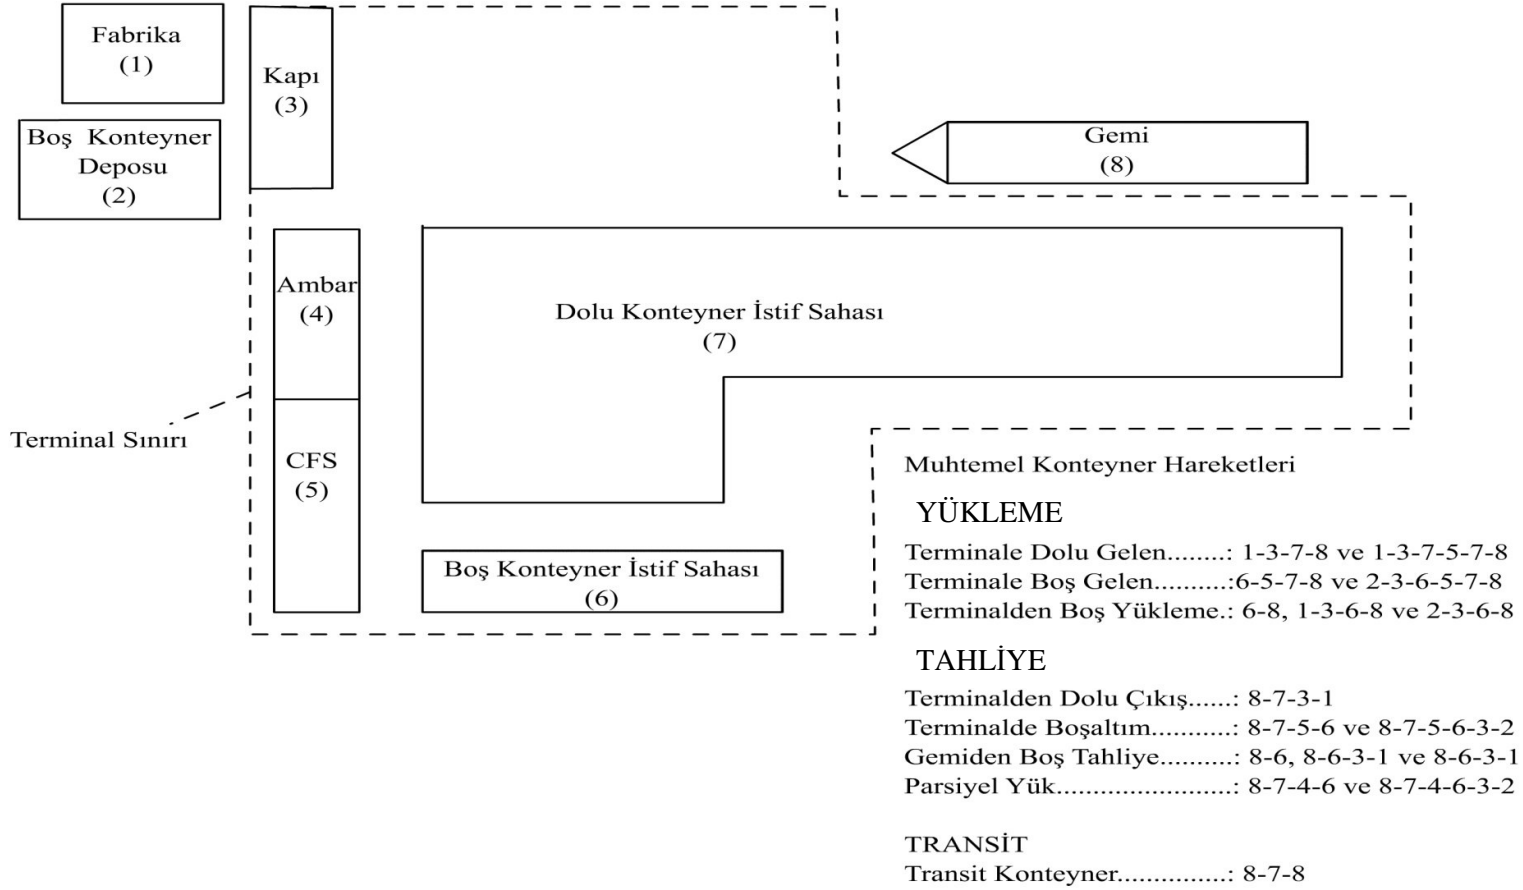 Fabrika
(1)
Kapı
(3)
Boş Konteyner
Deposu
(2)
Gemi
(8)
Ambar
(4)
Dolu Konteyner İstif Sahası
(7)
Terminal Sınırı
CFS
(5)
Boş Konteyner İstif Sahası
(6)
Muhtemel Konteyner Hareketleri
YÜKLEME
Terminale Dolu Gelen........: 1-3-7-8 ve 1-3-7-5-7-8
Terminale Boş Gelen..........:6-5-7-8 ve 2-3-6-5-7-8
Terminalden Boş Yükleme.: 6-8, 1-3-6-8 ve 2-3-6-8
TAHLİYE
Terminalden Dolu Çıkış......: 8-7-3-1
Terminalde Boşaltım...........: 8-7-5-6 ve 8-7-5-6-3-2
Gemiden Boş Tahliye..........: 8-6, 8-6-3-1 ve 8-6-3-1
Parsiyel Yük........................: 8-7-4-6 ve 8-7-4-6-3-2
TRANSİT
Transit Konteyner...............: 8-7-8